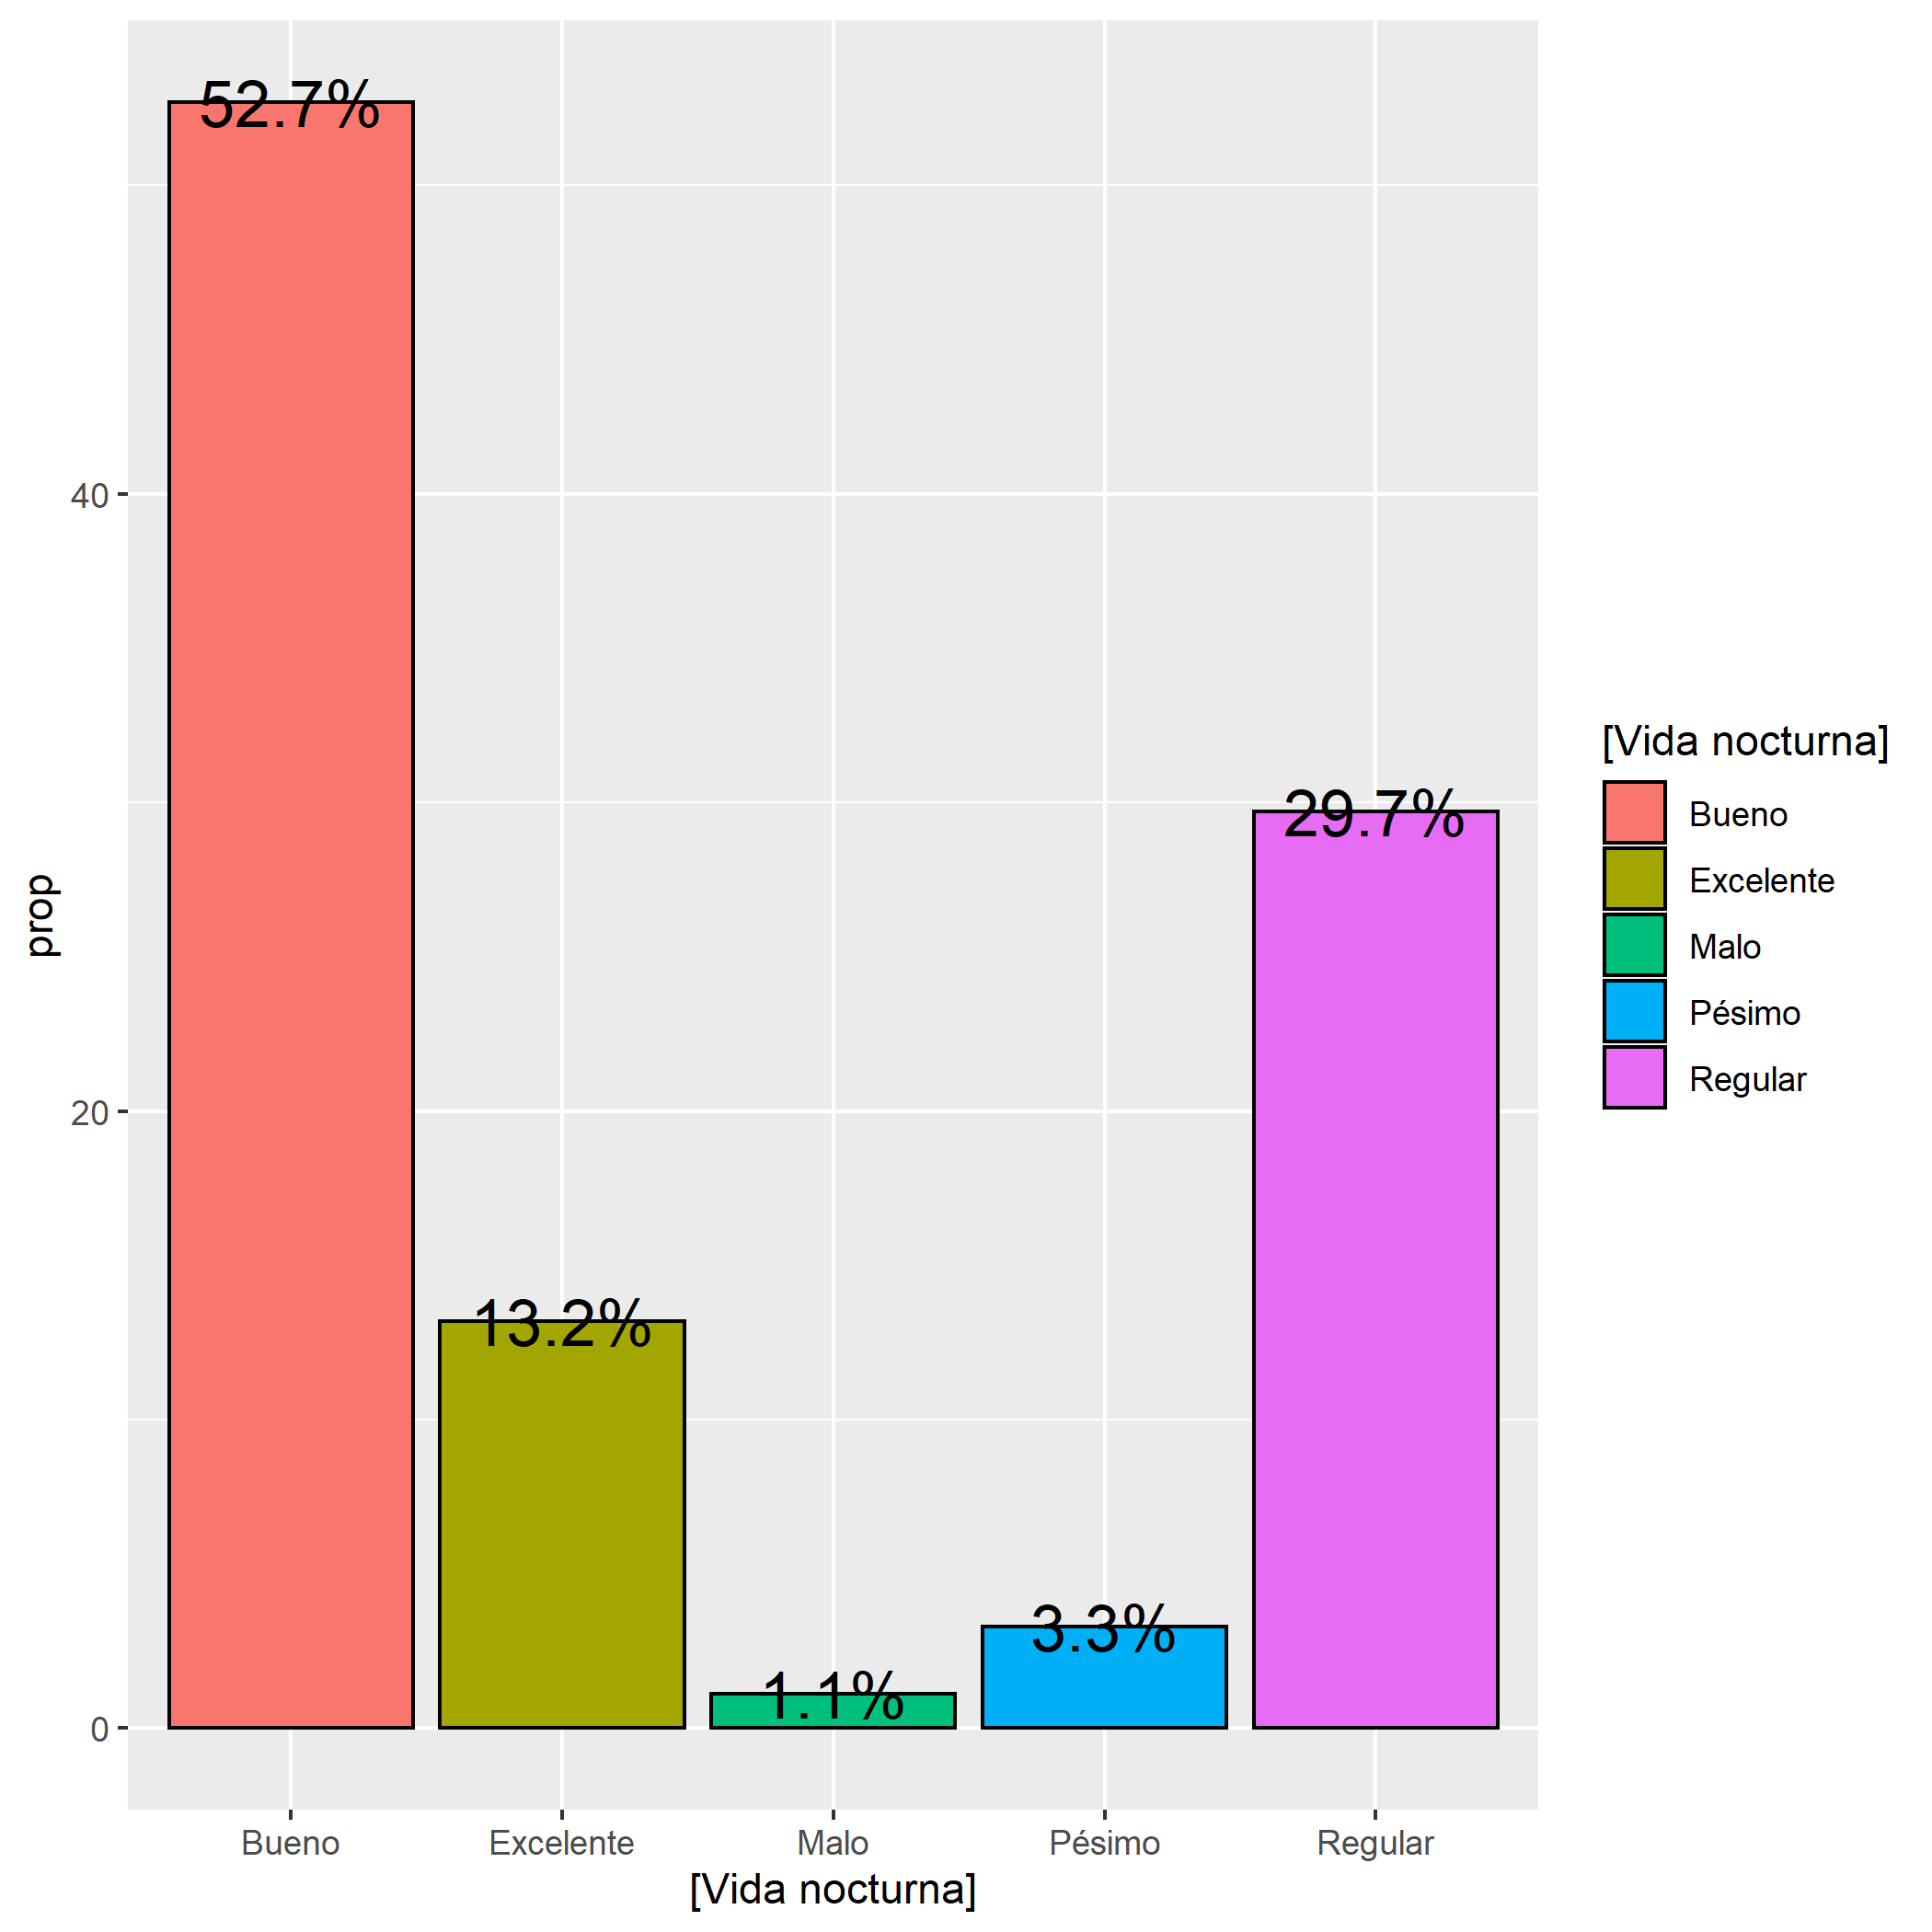 52.7%
40
[Vida nocturna]
29.7%
Bueno
Excelente
prop
Malo
Pésimo
Regular
20
13.2%
3.3%
1.1%
0
Bueno
Excelente
Malo
Pésimo
Regular
[Vida nocturna]